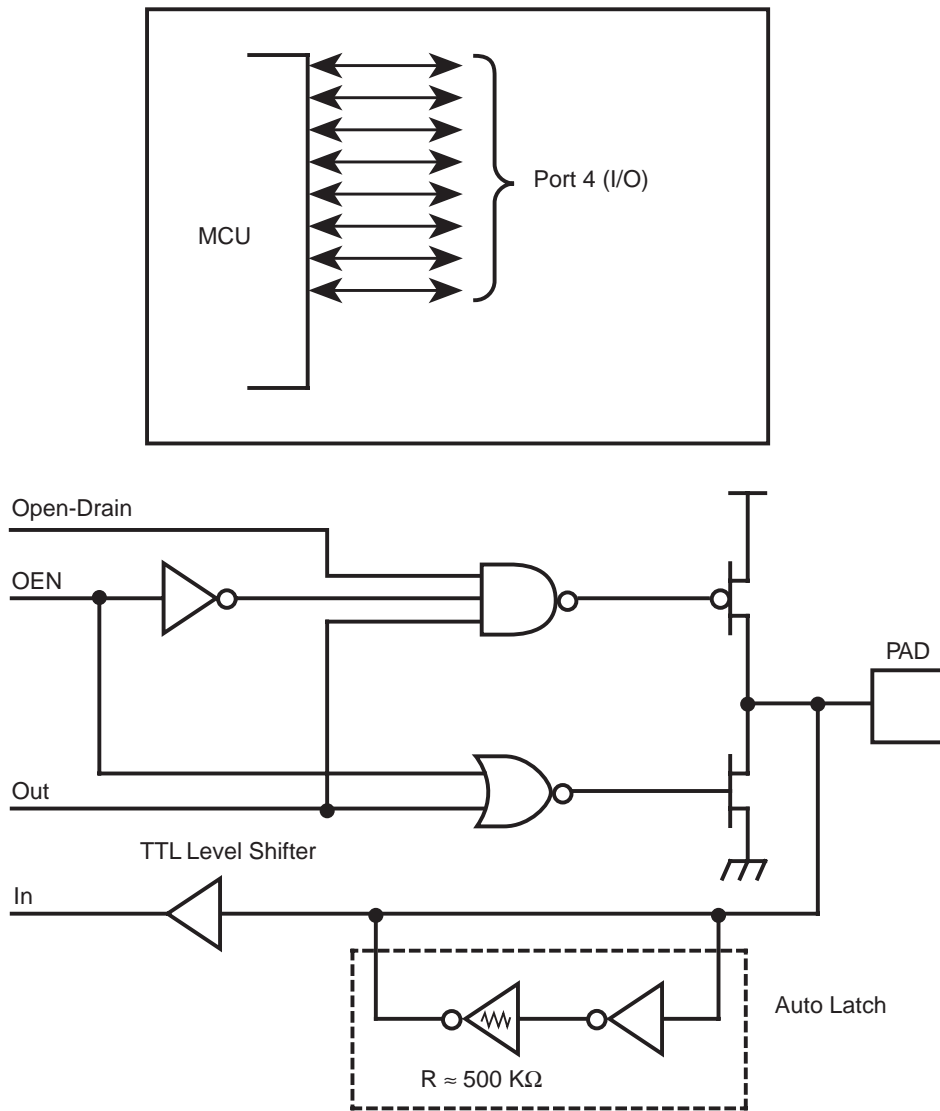 MCU
Port 4 (I/O)
Open-Drain
OEN
PAD
Out
TTL Level Shifter
In
Auto Latch
R ≈ 500 KΩ